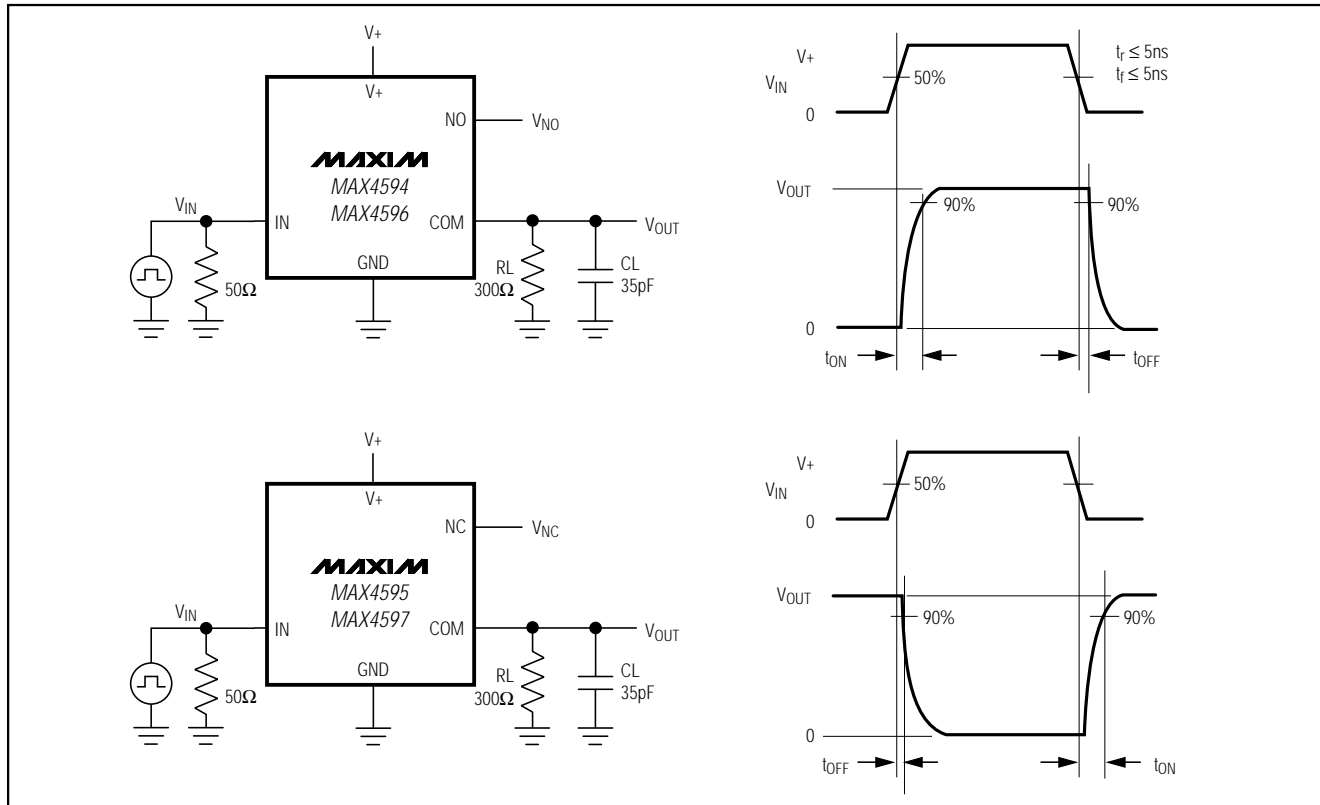 V+
V+
NO
VNO
MAXIM
MAX4594
MAX4596
VIN
IN
COM
VOUT
GND
50Ω
RL
300Ω
CL
35pF
V+
VIN
0
50%
tr ≤ 5ns
tf ≤ 5ns
VOUT
90%
90%
0
tON
tOFF
V+
V+
NC
VNC
MAXIM
MAX4595
MAX4597
VIN
IN
COM
VOUT
GND
50Ω
RL
300Ω
CL
35pF
V+
VIN
0
50%
VOUT
90%
90%
0
tOFF
tON